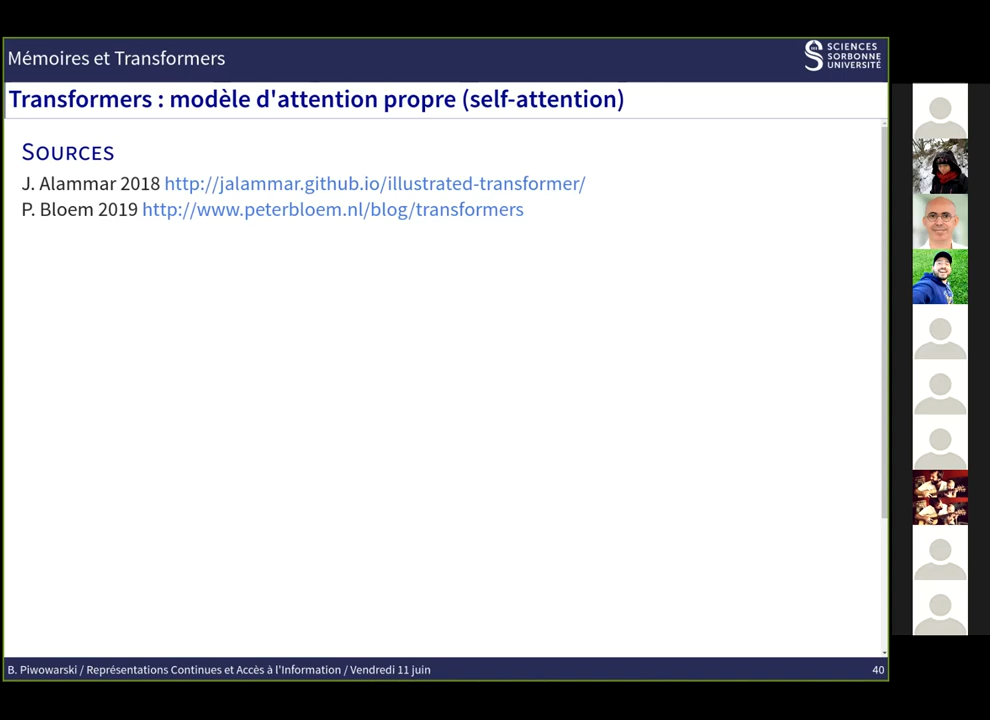 Mémoires et Transformers
SCIENCES
SORBONNE
UNIVERSITÉ
Transformers : modèle d'attention propre (self-attention)
SOURCES
J. Alammar 2018 http://jalammar.github.io/illustrated-transformer/
P. Bloem 2019 http://www.peterbloem.nl/blog/transformers
B. Piwowarski / Représentations Continues et Accès à l'Information / Vendredi 11 juin
40